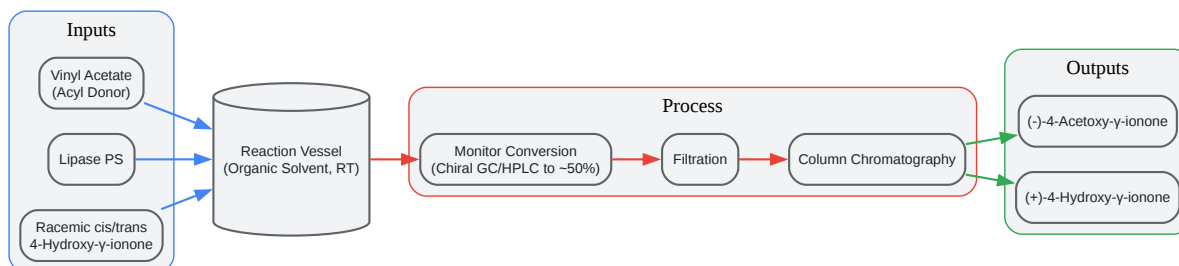 Inputs
Vinyl Acetate
(Acyl Donor)
Lipase PS
Racemic cis/trans
4-Hydroxy-γ-ionone
Reaction Vessel
(Organic Solvent, RT)
Process
Monitor Conversion
(Chiral GC/HPLC to ~50%)
Filtration
Column Chromatography
Outputs
(-)-4-Acetoxy-γ-ionone
(+)-4-Hydroxy-γ-ionone